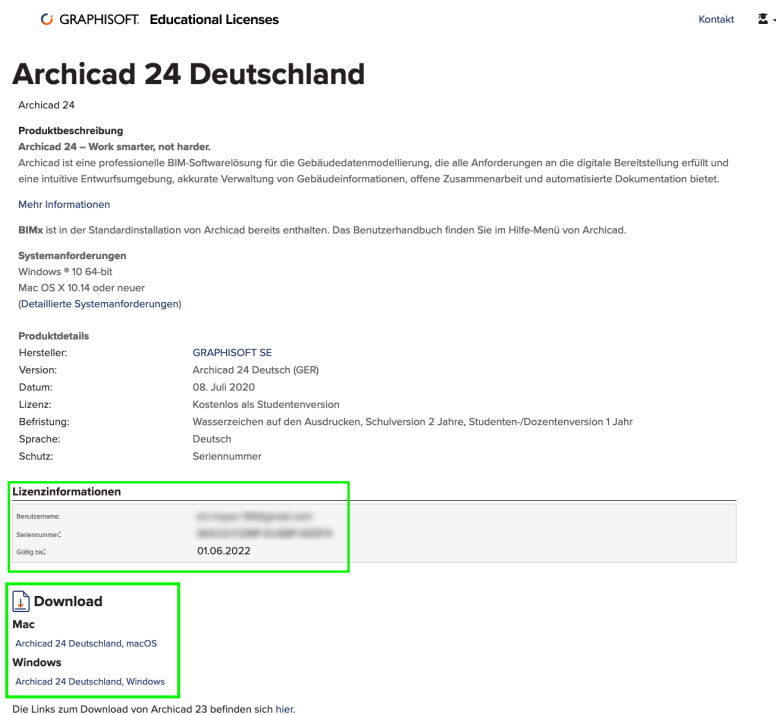 GRAPHISOFT. Educational Licenses
Kontakt
Archicad 24 Deutschland
Archicad 24
Produktbeschreibung
Archicad 24 – Work smarter, not harder.
Archicad ist eine professionelle BIM-Softwarelösung für die Gebäudedatenmodellierung, die alle Anforderungen an die digitale Bereitstellung erfüllt und
eine intuitive Entwurfsumgebung, akkurate Verwaltung von Gebäudeinformationen, offene Zusammenarbeit und automatisierte Dokumentation bietet.
Mehr Informationen
BIMx ist in der Standardinstallation von Archicad bereits enthalten. Das Benutzerhandbuch finden Sie im Hilfe-Menü von Archicad.
Systemanforderungen
Windows ® 10 64-bit
Mac OS X 10.14 oder neuer
(Detaillierte Systemanforderungen)
Produktdetails
Hersteller: GRAPHISOFT SE
Version: Archicad 24 Deutsch (GER)
Datum: 08. Juli 2020
Lizenz: Kostenlos als Studentenversion
Befristung: Wasserzeichen auf den Ausdrucken, Schulversion 2 Jahre, Studenten-/Dozentenversion 1 Jahr
Sprache: Deutsch
Schutz: Seriennummer
Lizenzinformationen
Benutzername:
Seriennummer:
Gültig bis: 01.06.2022
Download
Mac
Archicad 24 Deutschland, macOS
Windows
Archicad 24 Deutschland, Windows
Die Links zum Download von Archicad 23 befinden sich hier.